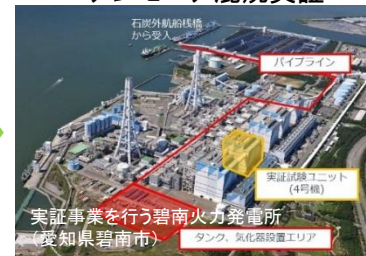 石炭外航船桟橋
から受入
パイプライン
実証試験ユニット
(4号機)
実証事業を行う碧南火力発電所
(愛知県碧南市)
タンク、気化器設置エリア